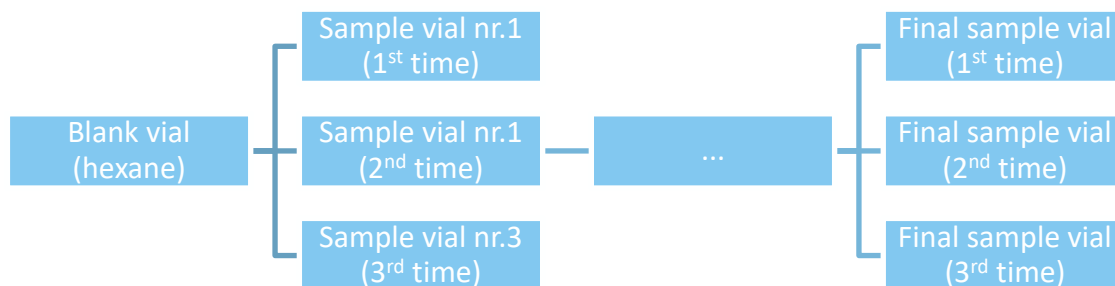 Blank vial
(hexane)
Sample vial nr.1
(1st time)
Sample vial nr.1
(2nd time)
Sample vial nr.3
(3rd time)
...
Final sample vial
(1st time)
Final sample vial
(2nd time)
Final sample vial
(3rd time)